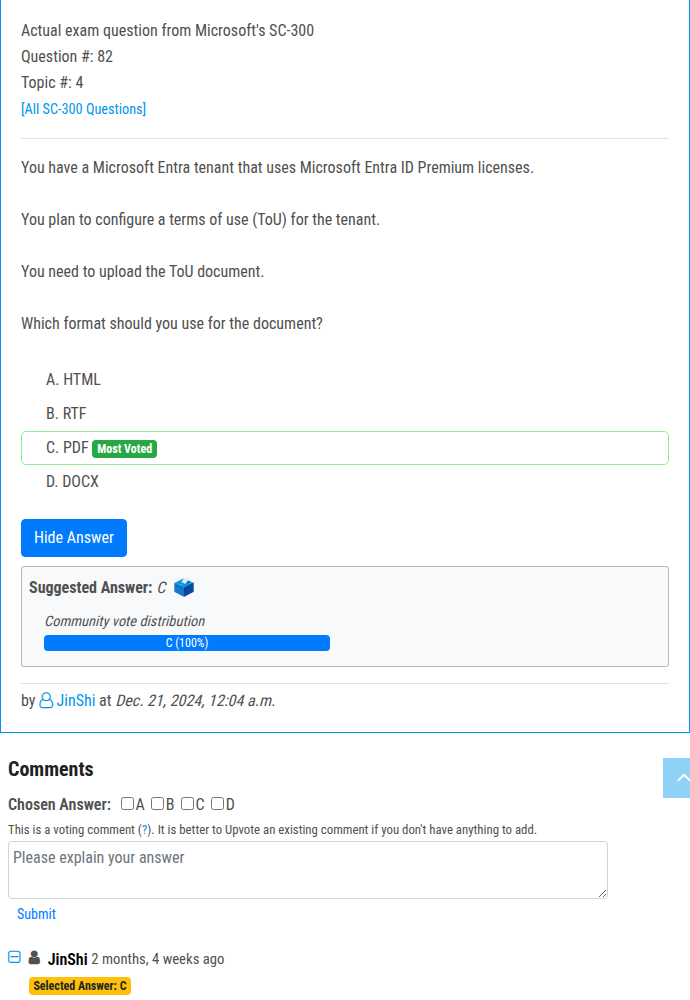 Actual exam question from Microsoft's SC-300
Question #: 82
Topic #: 4
[All SC-300 Questions]
You have a Microsoft Entra tenant that uses Microsoft Entra ID Premium licenses.
You plan to configure a terms of use (ToU) for the tenant.
You need to upload the ToU document.
Which format should you use for the document?
A. HTML
B. RTF
C. PDF Most Voted
D. DOCX
Hide Answer
Suggested Answer: C
Community vote distribution
C (100%)
by JinShi at Dec. 21, 2024, 12:04 a.m.
Comments
Chosen Answer: A B C D
This is a voting comment (?). It is better to Upvote an existing comment if you don't have anything to add.
Please explain your answer
Submit
JinShi 2 months, 4 weeks ago
Selected Answer: C